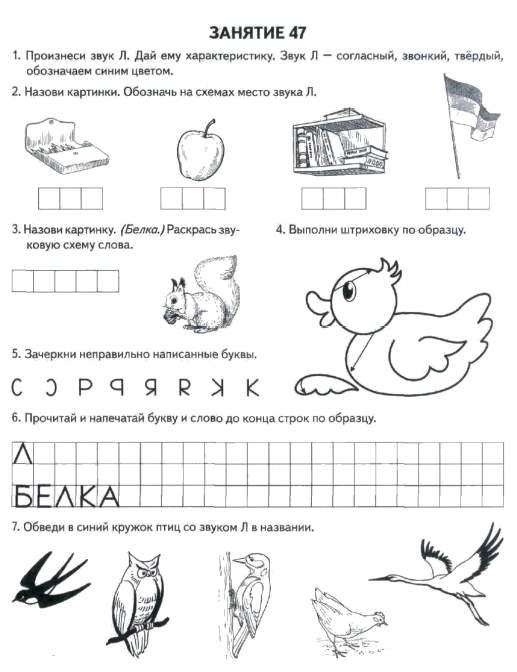 ЗАНЯТИЕ 47
1. Произнеси звук Л. Дай ему характеристику. Звук Л — согласный, звонкий, твёрдый,
обозначаем синим цветом.
2. Назови картинки. Обозначь на схемах место звука Л.
3. Назови картинку. (Белка.) Раскрась зву-
ковую схему слова.
4. Выполни штриховку по образцу.
5. Зачеркни неправильно написанные буквы.
С Ɔ Р ꟼ Я R ꓘ К
6. Прочитай и напечатай букву и слово до конца строк по образцу.
Л
БЕЛКА
7. Обведи в синий кружок птиц со звуком Л в названии.